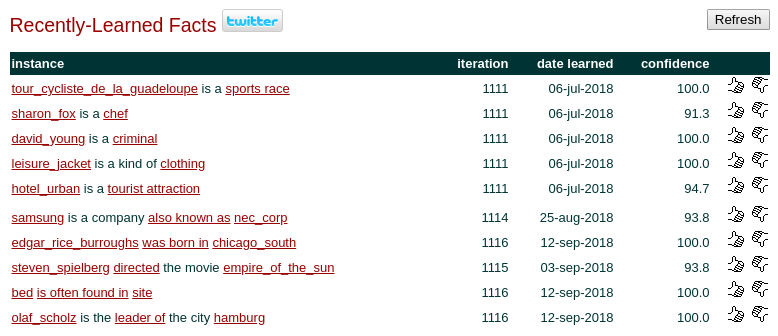 Recently-Learned Facts twitter Refresh
instance iteration date learned confidence
tour_cycliste_de_la_guadeloupe is a sports race 1111 06-jul-2018 100.0
sharon_fox is a chef 1111 06-jul-2018 91.3
david_young is a criminal 1111 06-jul-2018 100.0
leisure_jacket is a kind of clothing 1111 06-jul-2018 100.0
hotel_urban is a tourist attraction 1111 06-jul-2018 94.7
samsung is a company also known as nec_corp 1114 25-aug-2018 93.8
edgar_rice_burroughs was born in chicago_south 1116 12-sep-2018 100.0
steven_spielberg directed the movie empire_of_the_sun 1115 03-sep-2018 93.8
bed is often found in site 1116 12-sep-2018 100.0
olaf_scholz is the leader of the city hamburg 1116 12-sep-2018 100.0